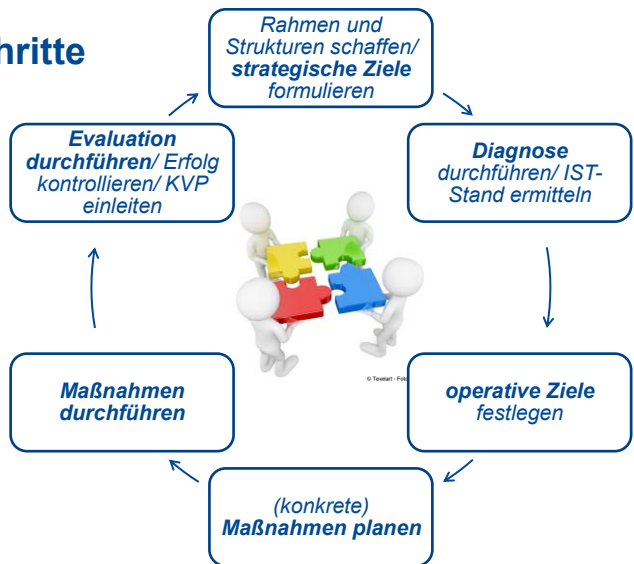 hritte
Rahmen und
Strukturen schaffen/
strategische Ziele
formulieren
Diagnose
durchführen/ IST-
Stand ermitteln
operative Ziele
festlegen
(konkrete)
Maßnahmen planen
Maßnahmen
durchführen
Evaluation
durchführen/ Erfolg
kontrollieren/ KVP
einleiten
© Texelart - Foto